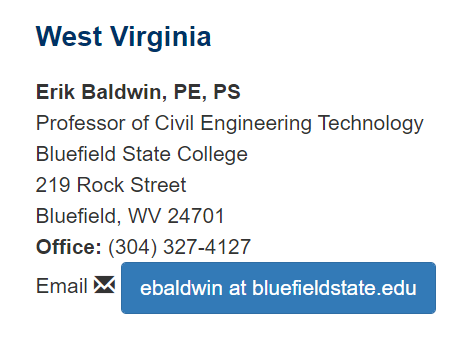 West Virginia
Erik Baldwin, PE, PS
Professor of Civil Engineering Technology
Bluefield State College
219 Rock Street
Bluefield, WV 24701
Office: (304) 327-4127
Email ebaldwin at bluefieldstate.edu